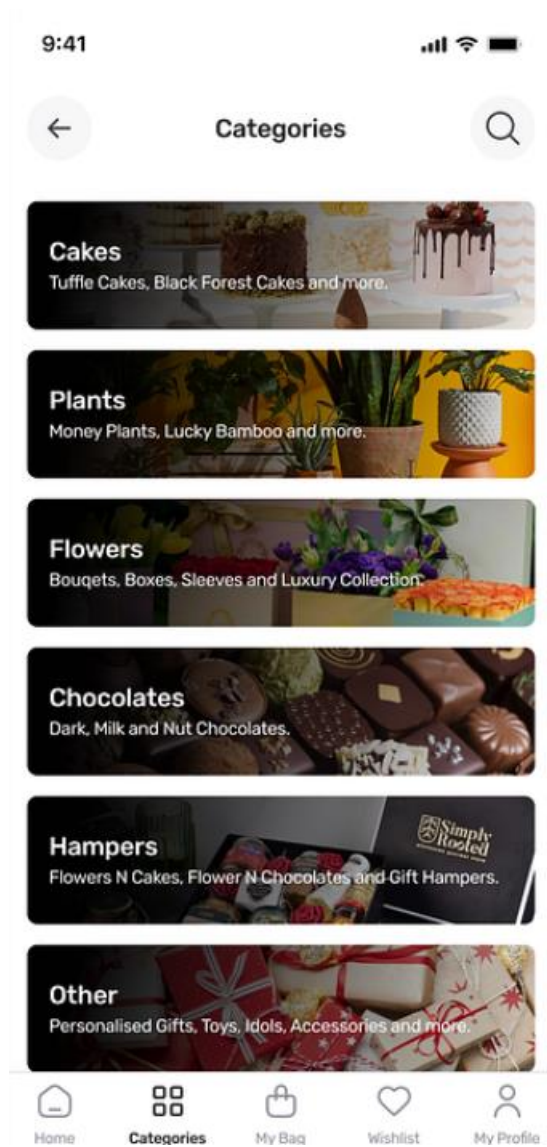 9:41
Categories
Cakes
Tuffle Cakes, Black Forest Cakes and more.
Plants
Money Plants, Lucky Bamboo and more.
Flowers
Bouqets, Boxes, Sleeves and Luxury Collection.
Chocolates
Dark, Milk and Nut Chocolates.
Simply
Rooted
Hampers
Flowers N Cakes, Flower N Chocolates and Gift Hampers.
Other
Personalised Gifts, Toys, Idols, Accessories and more.
Home Categories My Bag Wishlist My Profile